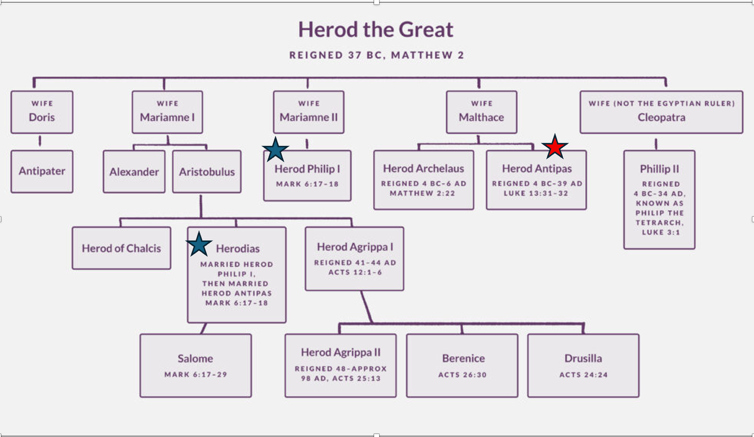 Herod the Great
REIGNED 37 BC, MATTHEW 2
WIFE
Doris
WIFE
Mariamne I
WIFE
Mariamne II
WIFE
Malthace
WIFE (NOT THE EGYPTIAN RULER)
Cleopatra
Antipater
Alexander
Aristobulus
Herod Philip I
MARK 6:17–18
Herod Archelaus
REIGNED 4 BC–6 AD
MATTHEW 2:22
Herod Antipas
REIGNED 4 BC–39 AD
LUKE 13:31–32
Phillip II
REIGNED
4 BC–34 AD,
KNOWN AS
PHILIP THE
TETRARCH,
LUKE 3:1
Herod of Chalcis
Herodias
MARRIED HEROD
PHILIP I,
THEN MARRIED
HEROD ANTIPAS
MARK 6:17–18
Herod Agrippa I
REIGNED 41–44 AD
ACTS 12:1–6
Salome
MARK 6:17–29
Herod Agrippa II
REIGNED 48–APPROX
98 AD, ACTS 25:13
Berenice
ACTS 26:30
Drusilla
ACTS 24:24